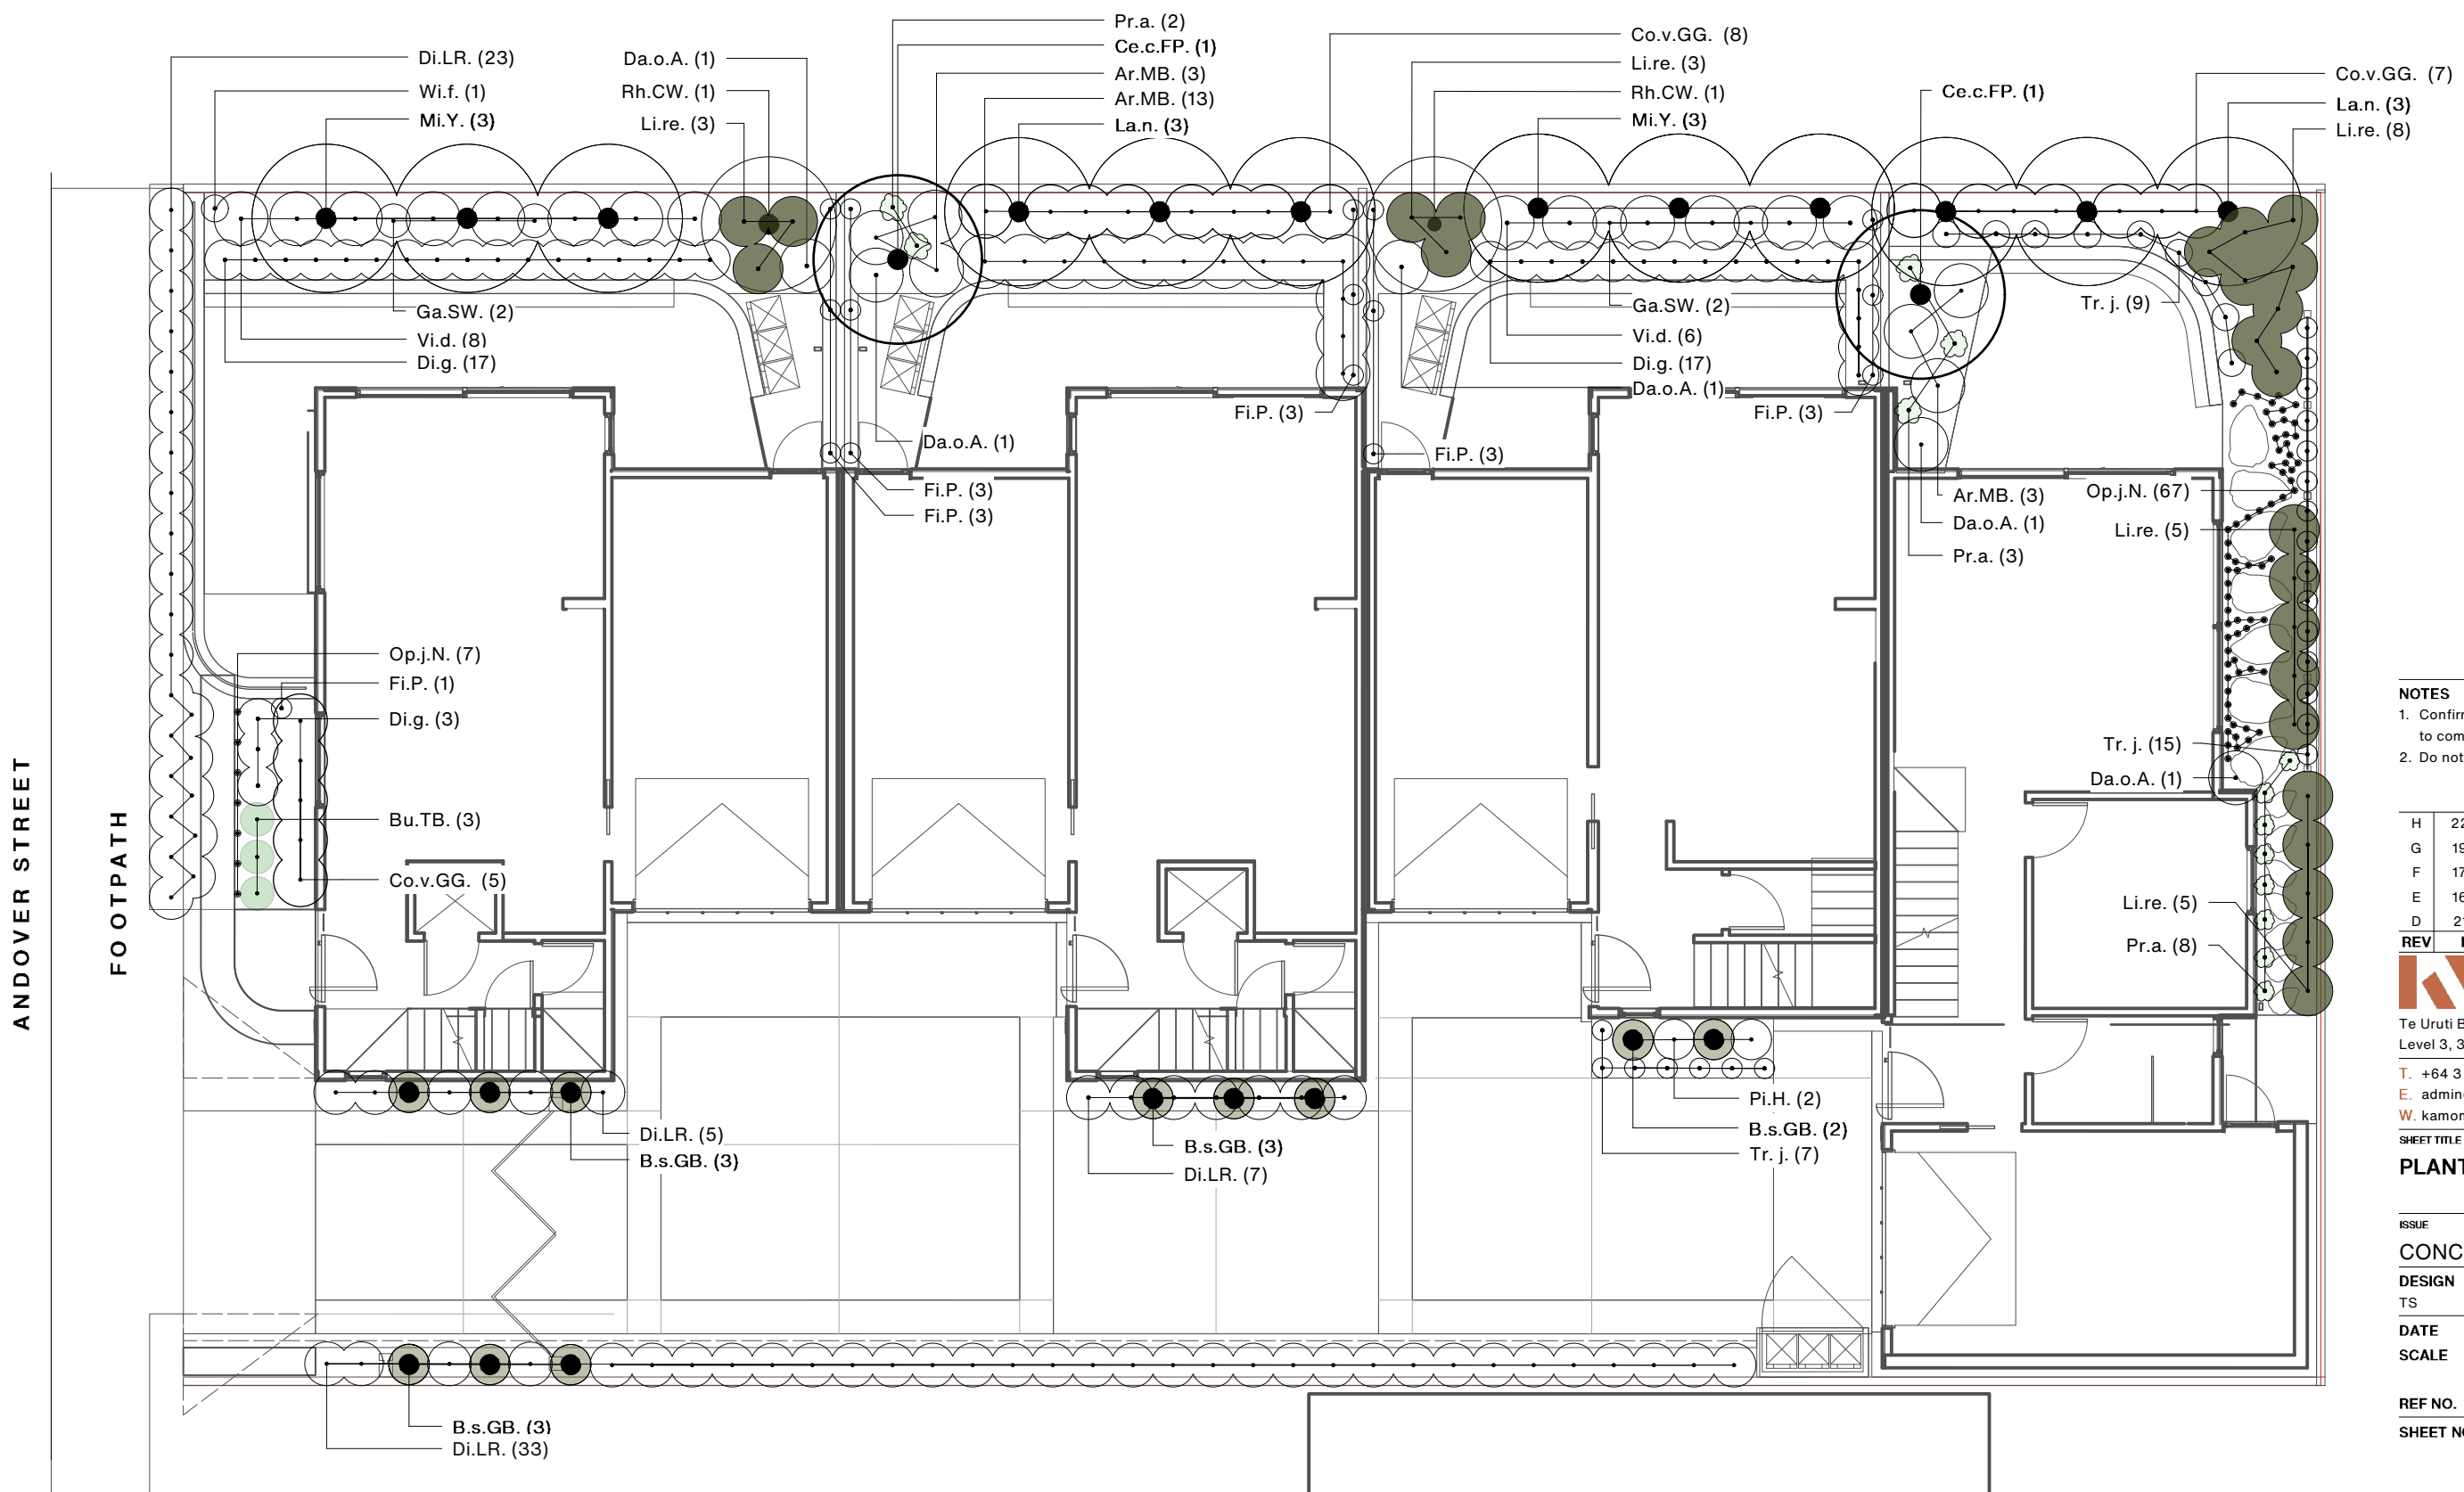 Pr.a. (2)
Ce.c.FP. (1)
Ar.MB. (3)
Ar.MB. (13)
La.n. (3)
Di.LR. (23)
Wi.f. (1)
Mi.Y. (3)
Da.o.A. (1)
Rh.CW. (1)
Li.re. (3)
Co.v.GG. (8)
Li.re. (3)
Rh.CW. (1)
Mi.Y. (3)
Ce.c.FP. (1)
Co.v.GG. (7)
La.n. (3)
Li.re. (8)
Ga.SW. (2)
Vi.d. (8)
Di.g. (17)
Ga.SW. (2)
Vi.d. (6)
Di.g. (17)
Da.o.A. (1)
Tr. j. (9)
Fi.P. (3)
Fi.P. (3)
Da.o.A. (1)
Fi.P. (3)
Fi.P. (3)
Fi.P. (3)
Ar.MB. (3)
Da.o.A. (1)
Pr.a. (3)
Op.j.N. (67)
Li.re. (5)
Op.j.N. (7)
Fi.P. (1)
Di.g. (3)
Bu.TB. (3)
Co.v.GG. (5)
Tr. j. (15)
Da.o.A. (1)
Li.re. (5)
Pr.a. (8)
ANDOVER STREET
FOOTPATH
Di.LR. (5)
B.s.GB. (3)
B.s.GB. (3)
Di.LR. (7)
Pi.H. (2)
B.s.GB. (2)
Tr. j. (7)
B.s.GB. (3)
Di.LR. (33)
NOTES
1. Confir
to com
2. Do not
H 22
G 19
F 17
E 16
D 21
REV
Te Uruti B
Level 3, 3
T. +64 3
E. admin
W. kamo
SHEET TITLE
PLANT
ISSUE
CONC
DESIGN
TS
DATE
SCALE
REF NO.
SHEET N